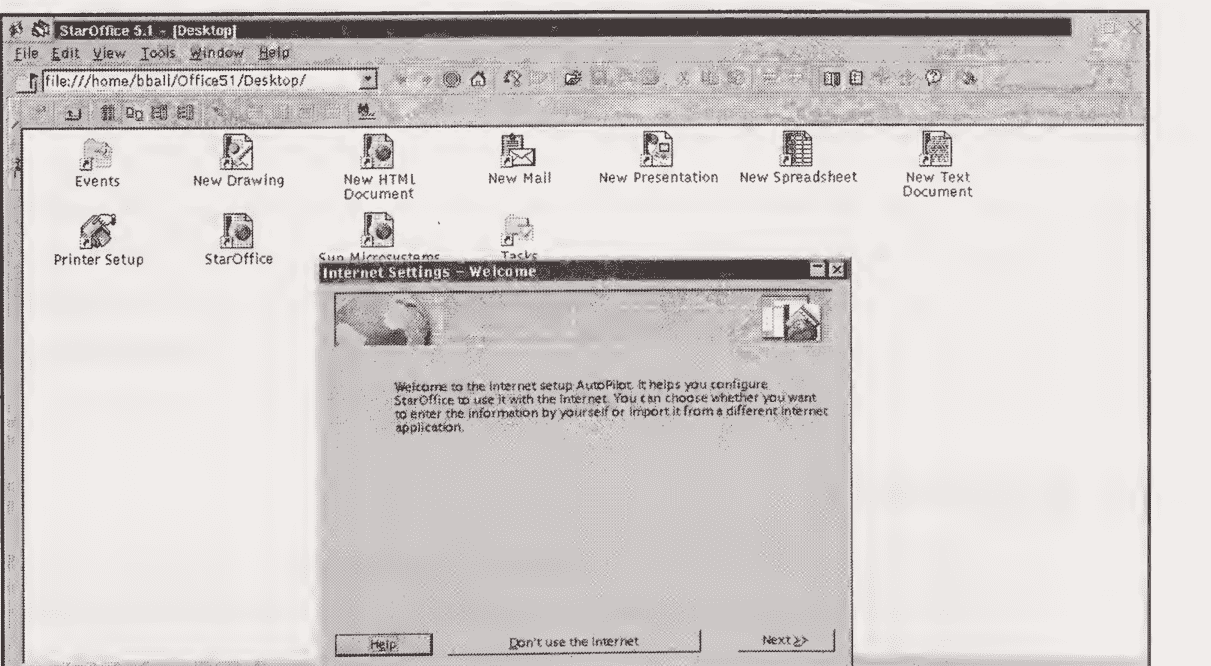 StarOffice 5.1 - [Desktop]
File Edit View Tools Window Help
file:///home/bball/Office51/Desktop/
Events
New Drawing
New HTML
Document
New Mail
New Presentation
New Spreadsheet
New Text
Document
Printer Setup
StarOffice
Sun Microsystems
Tasks
Internet Settings – Welcome
Welcome to the Internet setup AutoPilot. It helps you configure
StarOffice to use it with the Internet. You can choose whether you want
to enter the information by yourself or import it from a different Internet
application.
Help
Don't use the Internet
Next >>